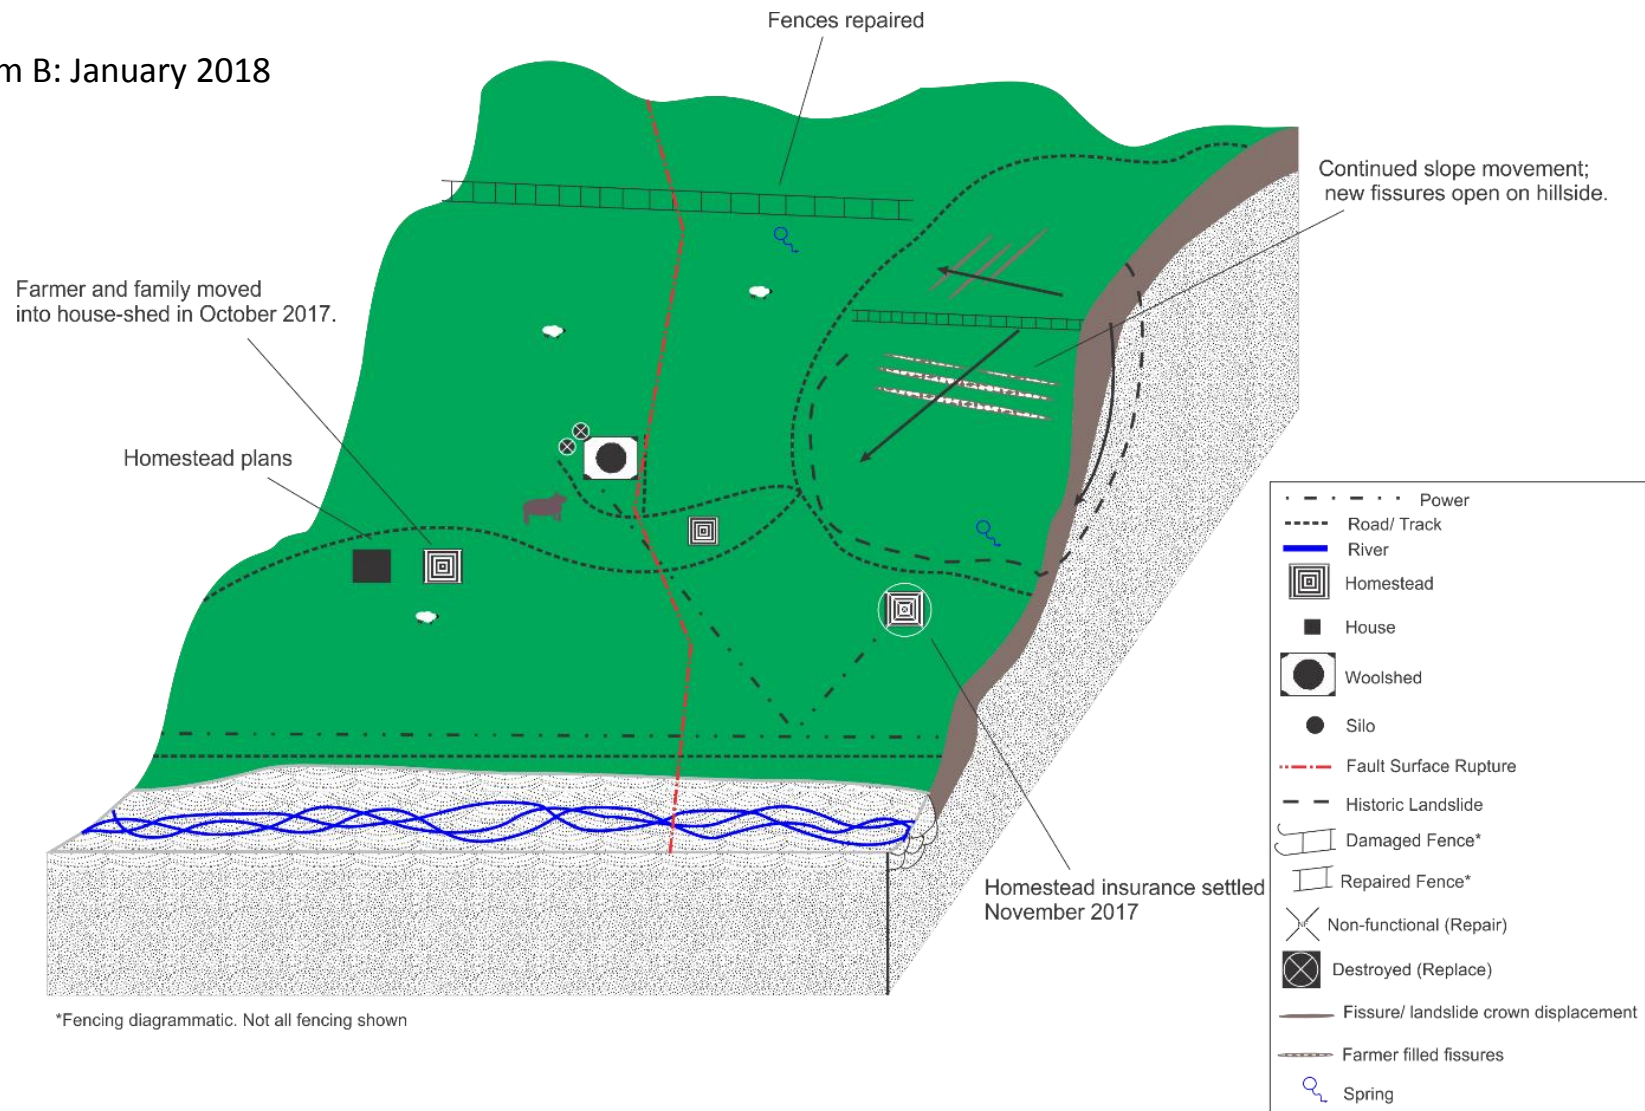 Fences repaired
m B: January 2018
Continued slope movement;
new fissures open on hillside.
Farmer and family moved
into house-shed in October 2017.
Homestead plans
Homestead insurance settled
November 2017
Power
Road/ Track
River
Homestead
House
Woolshed
Silo
Fault Surface Rupture
Historic Landslide
Damaged Fence*
Repaired Fence*
NF
Non-functional (Repair)
Destroyed (Replace)
Fissure/ landslide crown displacement
Farmer filled fissures
Spring
*Fencing diagrammatic. Not all fencing shown